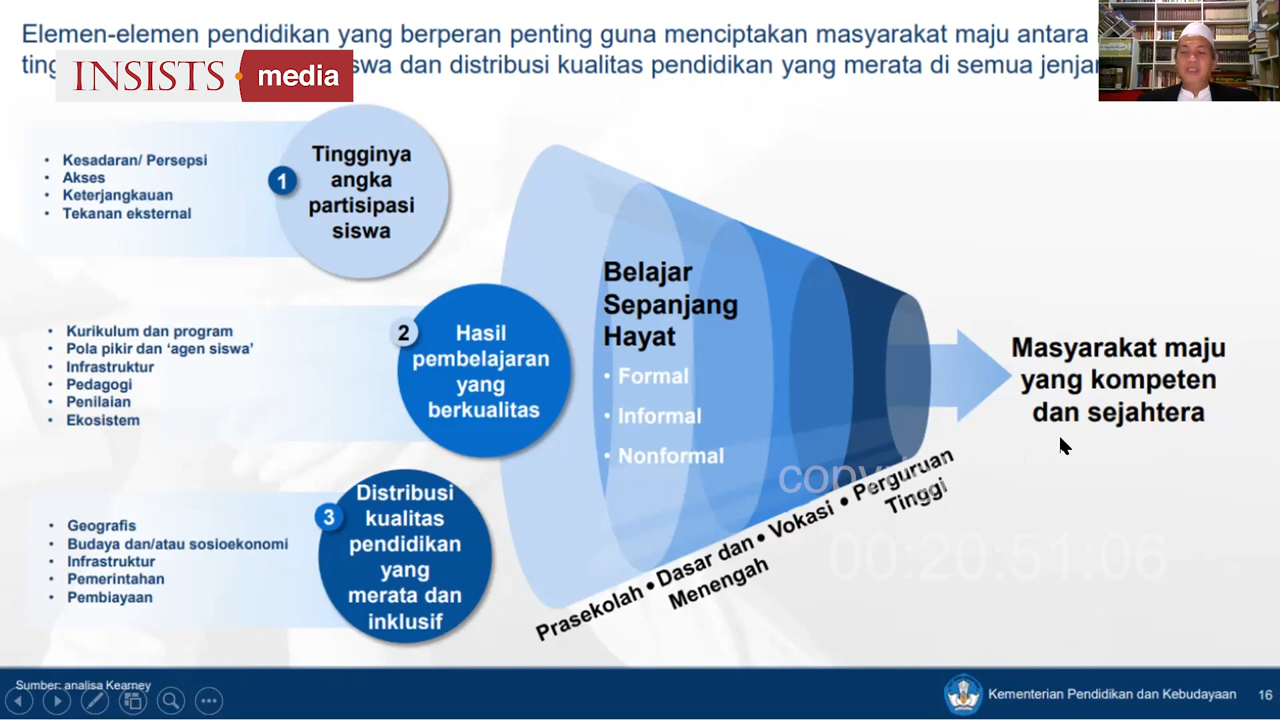 Elemen-elemen pendidikan yang berperan penting guna menciptakan masyarakat maju antara
dan distribusi kualitas pendidikan yang merata di semua
INSISTS media
Kesadaran/ Persepsi
Akses
Keterjangkauan
Tekanan eksternal
1
Tingginya
angka
partisipasi
siswa
Kurikulum dan program
Pola pikir dan ‘agen siswa’
Infrastruktur
Pedagogi
Penilaian
Ekosistem
2
Hasil
pembelajaran
yang
berkualitas
Geografis
Budaya dan/atau sosioekonomi
Infrastruktur
Pemerintahan
Pembiayaan
3
Distribusi
kualitas
pendidikan
yang
merata dan
inklusif
Belajar
Sepanjang
Hayat
• Formal
• Informal
• Nonformal
Prasekolah • Dasar dan • Vokasi • Perguruan
Menengah
Tinggi
Masyarakat maju
yang kompeten
dan sejahtera
00:20:51:06
Sumber: analisa Kearney
Kementerian Pendidikan dan Kebudayaan
16